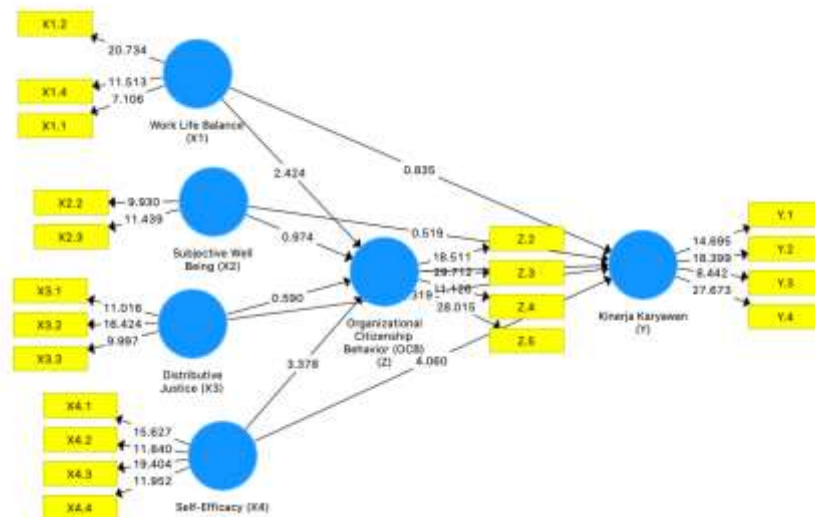 X1.2
20.734
X1.4
11.513
7.106
X1.1
Work Life Balance
(X1)
2.424
0.835
X2.2
9.930
X2.3
11.439
Subjective Well
Being (X2)
0.974
0.519
Z.2
18.511
29.712
Z.3
11.126
Z.4
28.015
Z.5
Organizational
Citizenship
Behavior (OCB)
(Z)
Y.1
14.695
Y.2
18.399
Y.3
8.442
Y.4
27.673
Kinerja Karyawan
(Y)
X3.1
11.016
X3.2
16.424
X3.3
9.997
0.590
Distributive
Justice (X3)
3.378
4.060
X4.1
15.627
X4.2
11.840
X4.3
19.404
X4.4
11.952
Self-Efficacy (X4)